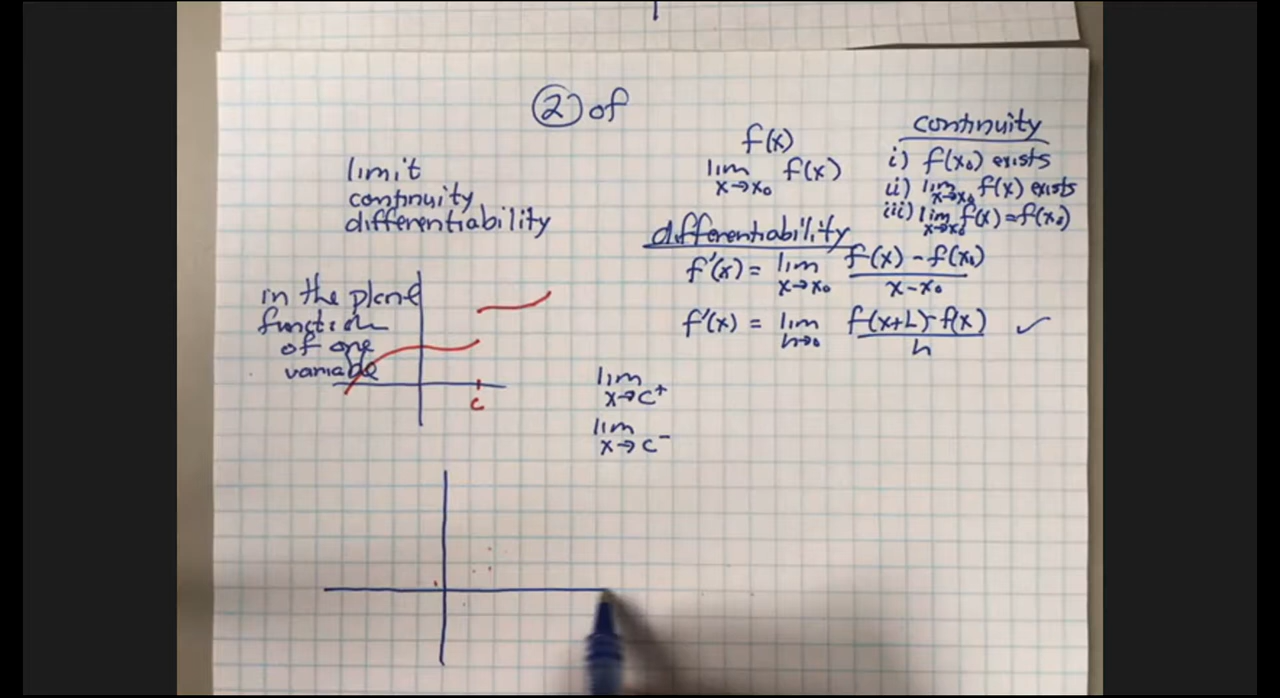 ② of
limit
continuity
differentiability
f(x)
lim f(x)
x→x₀
continuity
i) f(x₀) exists
ii) lim f(x) exists
x→x₀
iii) lim f(x) = f(x₀)
x→x₀
differentiability
f'(x) = lim f(x) - f(x₀)
x→x₀ x-x₀
f'(x) = lim f(x+h) - f(x) ✓
h→0 h
in the plane
function
of one
variable
c
lim
x→c⁺
lim
x→c⁻